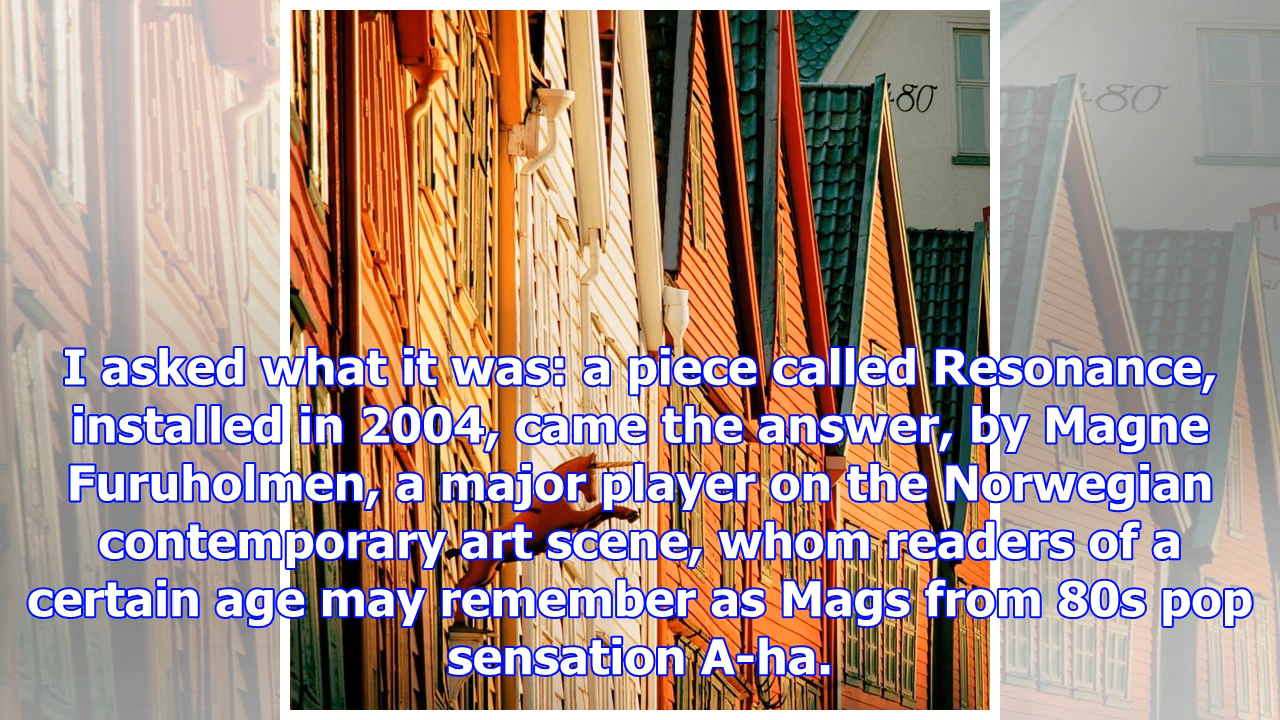 80
80
I asked what it was: a piece called Resonance,
installed in 2004, came the answer, by Magne
Furuholmen, a major player on the Norwegian
contemporary art scene, whom readers of a
certain age may remember as Mags from 80s pop
sensation A-ha.